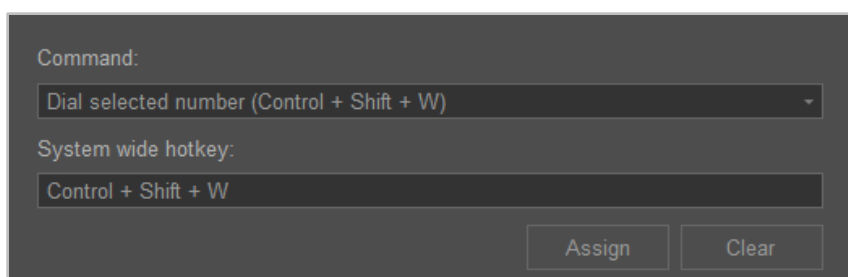 Command:
Dial selected number (Control + Shift + W)
System wide hotkey:
Control + Shift + W
Assign Clear